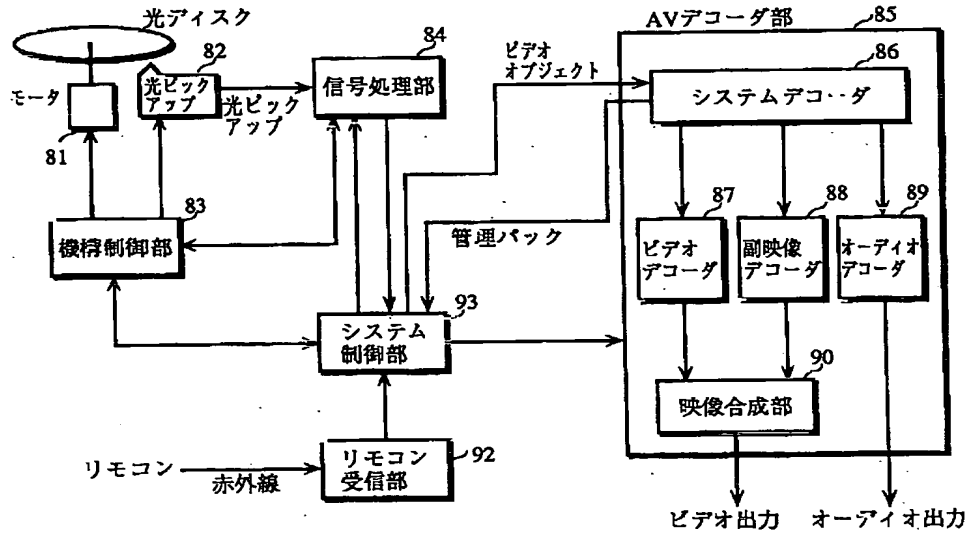 光ディスク
モータ
81
光ピック
アップ
82
光ピック
アップ
84
信号処理部
83
機構制御部
ビデオ
オブジェクト
管理パック
93
システム
制御部
リモコン
赤外線
リモコン
受信部
92
AVデコーダ部
85
86
システムデコーダ
87
ビデオ
デコーダ
88
副映像
デコーダ
89
オーディオ
デコーダ
90
映像合成部
ビデオ出力
オーディオ出力